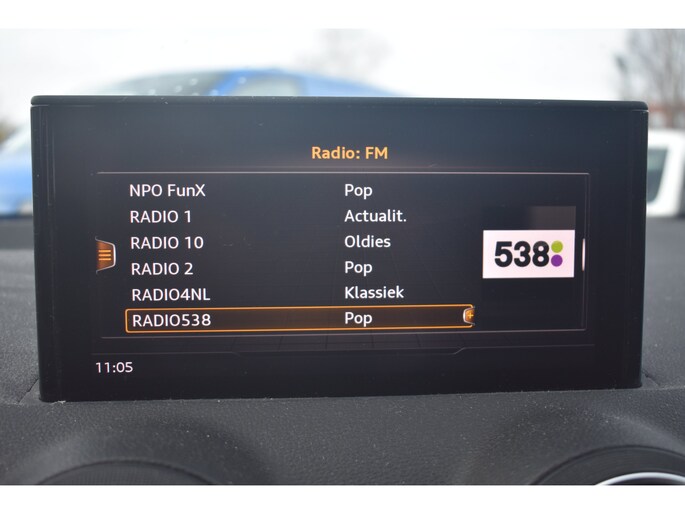 Radio: FM
NPO FunX Pop
RADIO 1 Actualit.
RADIO 10 Oldies
RADIO 2 Pop
RADIO4NL Klassiek
RADIO538 Pop
538
11:05